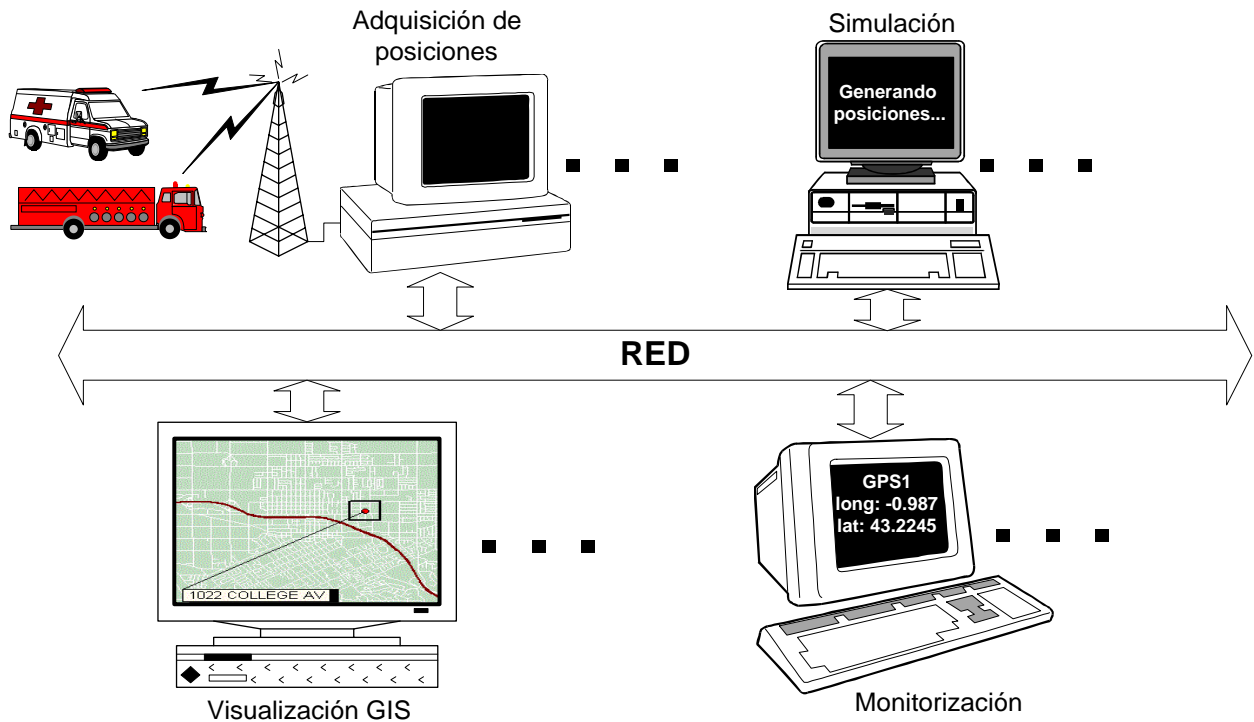 Adquisición de
posiciones
Simulación
Generando
posiciones...
RED
GPS1
long: -0.987
lat: 43.2245
1022 COLLEGE AV
Visualización GIS
Monitorización